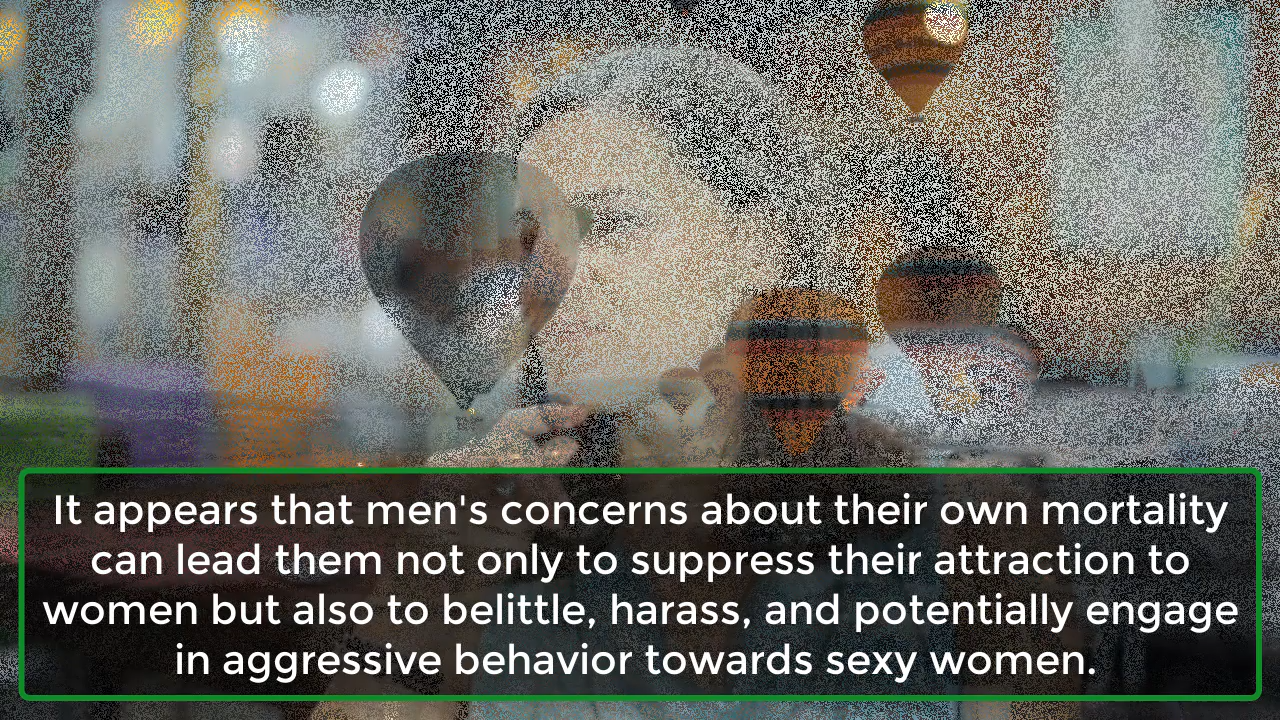 It appears that men's concerns about their own mortality
can lead them not only to suppress their attraction to
women but also to belittle, harass, and potentially engage
in aggressive behavior towards sexy women.